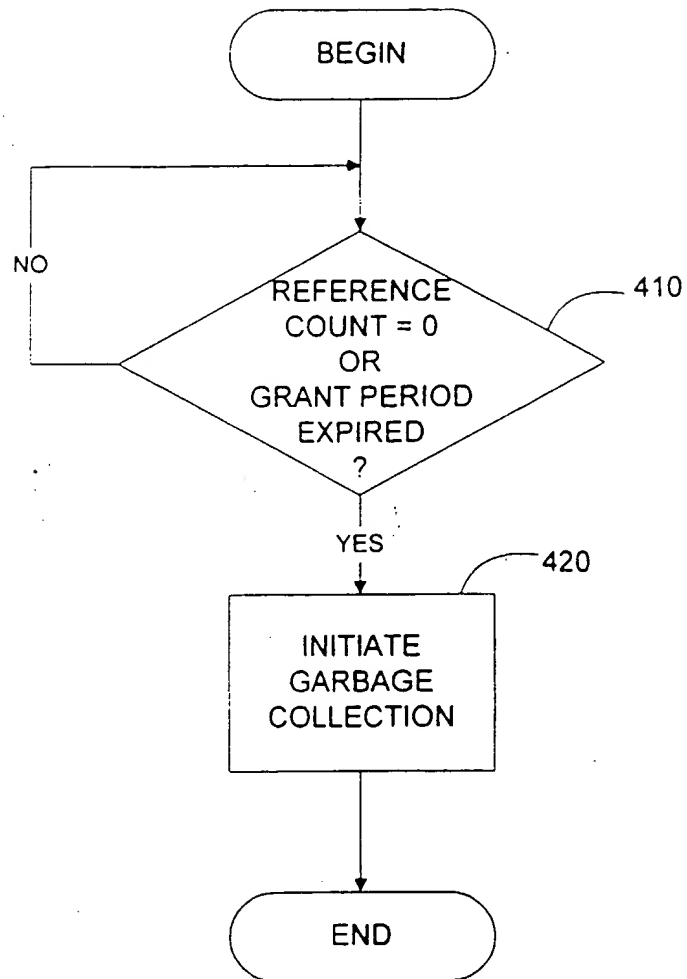 BEGIN
NO
REFERENCE
COUNT = 0
OR
GRANT PERIOD
EXPIRED
?
410
YES
420
INITIATE
GARBAGE
COLLECTION
END